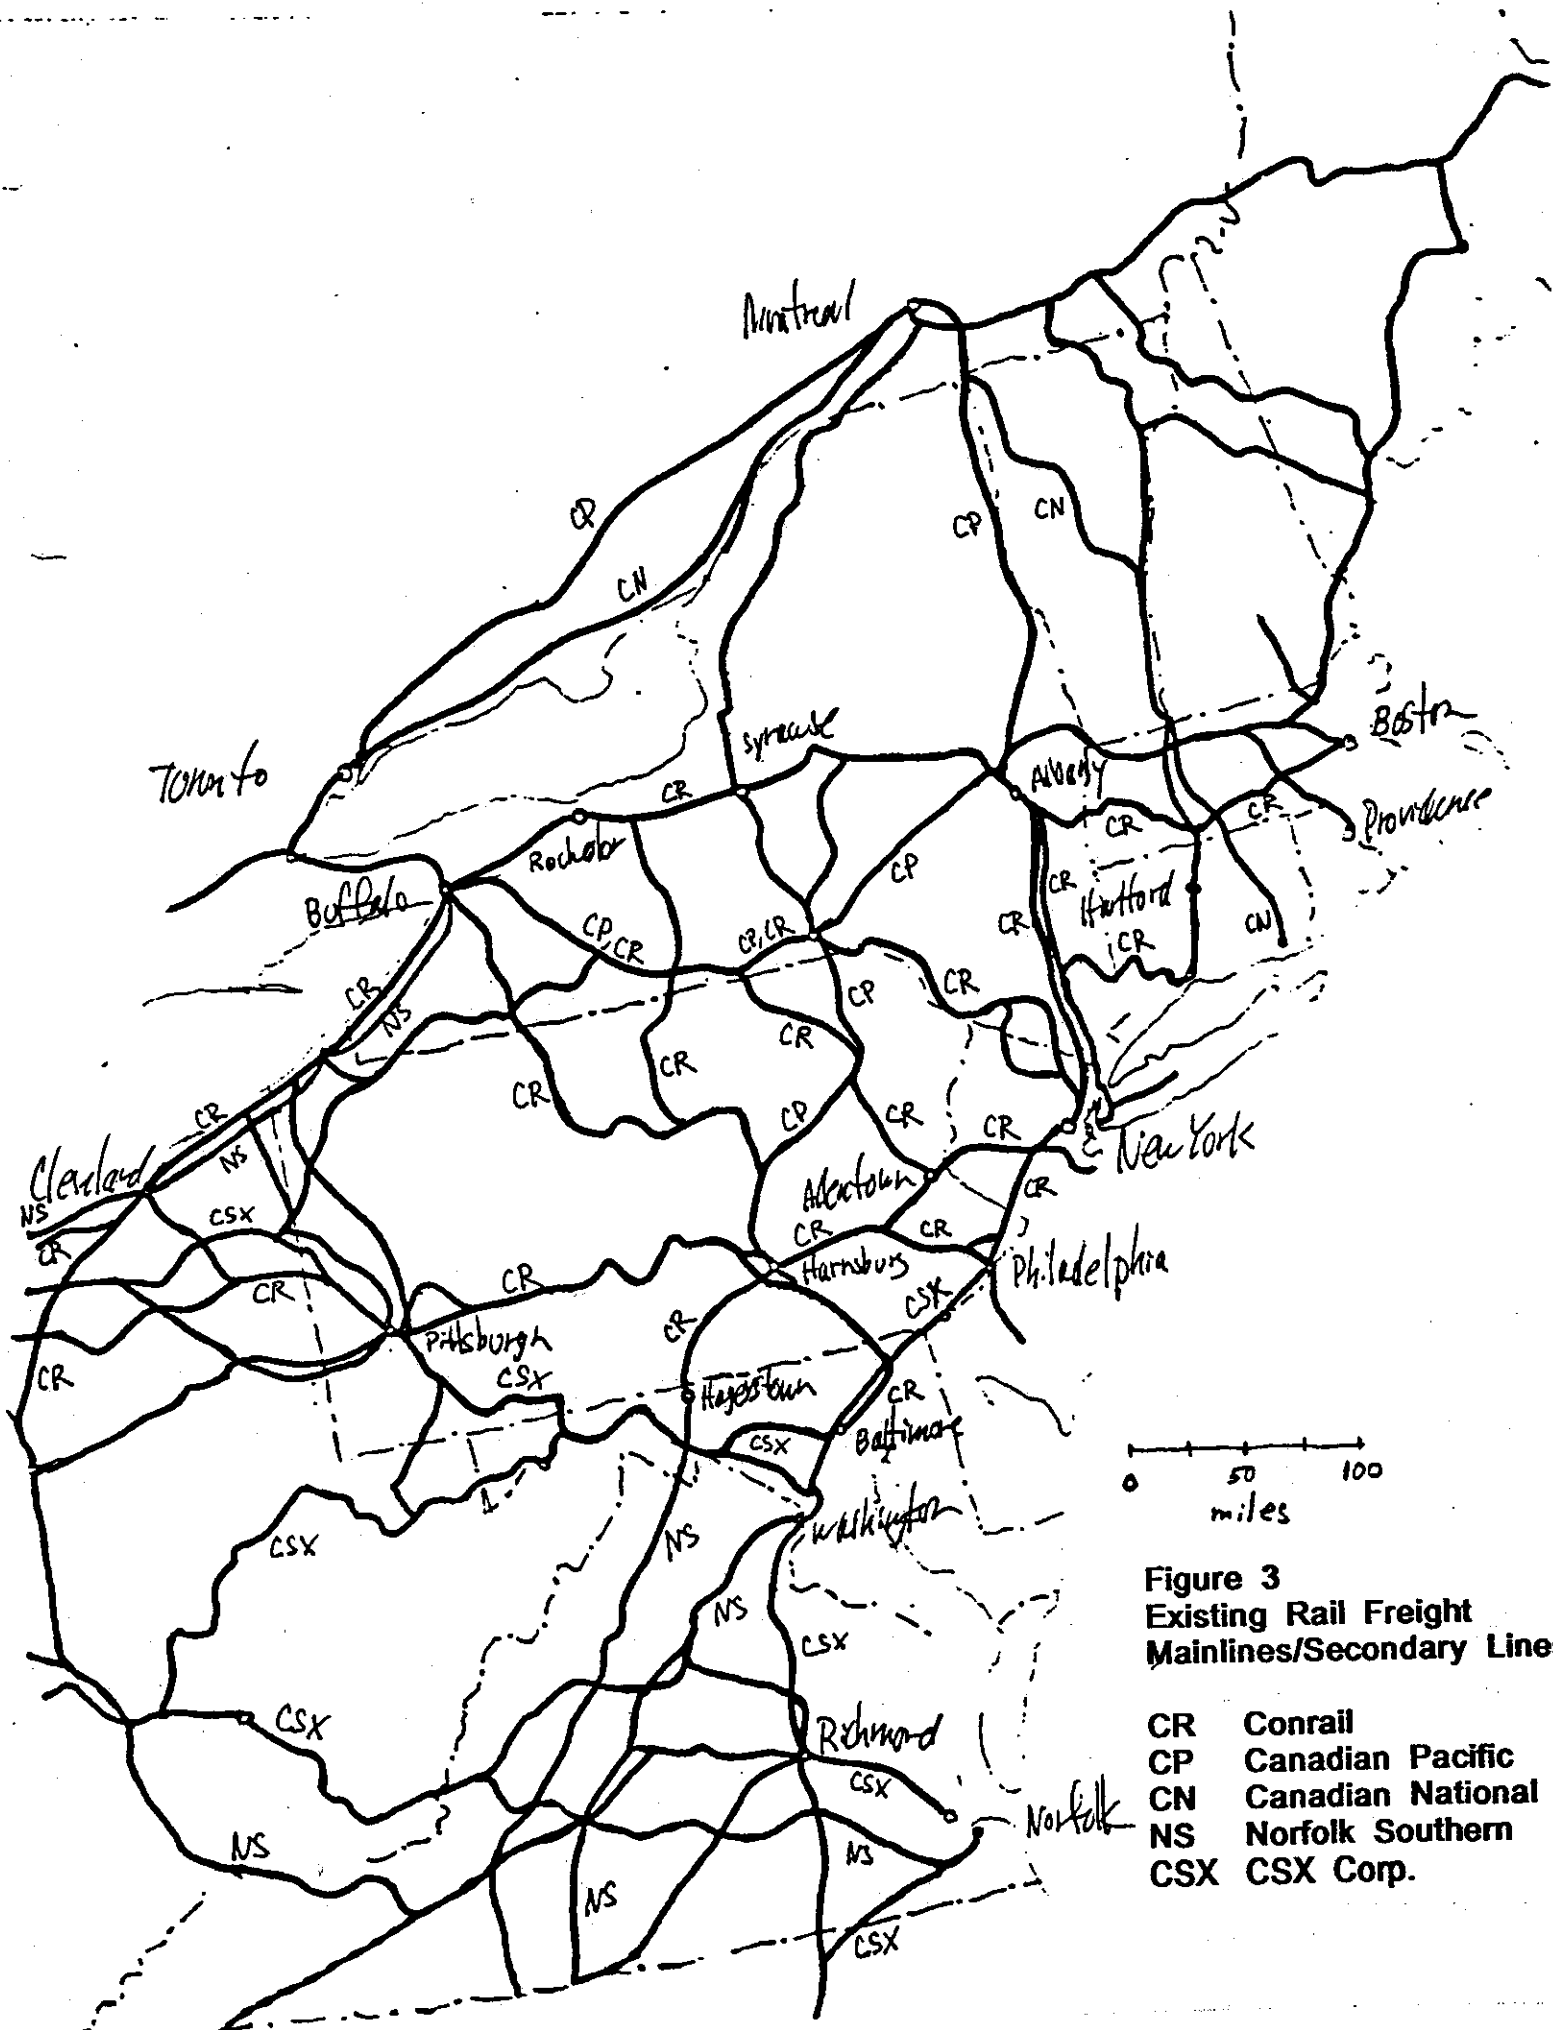 Montreal
CP
CN
CP
CN
Toronto
Syracuse
Boston
CR
Albany
CR
CR
Providence
Rochester
Buffalo
CP
CR
CR
Hartford
CN
CP, CR
CP, CR
CR
CR
CR
NS
CP
CR
CR
CR
CR
CP
CR
CR
New York
CR
NS
Cleveland
NS
CR
CSX
CR
Allentown
CR
CR
CR
Harrisburg
Philadelphia
CSX
CR
Pittsburgh
CR
CSX
Hagerstown
CR
CSX
Baltimore
0 50 100
miles
Washington
CSX
NS
NS
CSX
Figure 3
Existing Rail Freight
Mainlines/Secondary Line
CSX
Richmond
CSX
Norfolk
NS
NS
NS
CSX
CR Conrail
CP Canadian Pacific
CN Canadian National
NS Norfolk Southern
CSX CSX Corp.